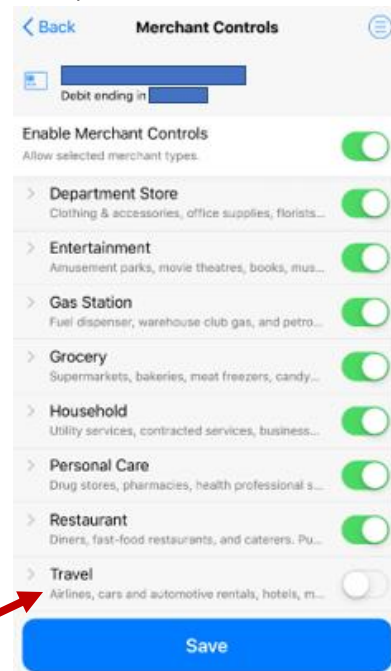 Back
Merchant Controls
Debit ending in
Enable Merchant Controls
Allow selected merchant types.
Department Store
Clothing & accessories, office supplies, florists...
Entertainment
Amusement parks, movie theatres, books, mus...
Gas Station
Fuel dispenser, warehouse club gas, and petro...
Grocery
Supermarkets, bakeries, meat freezers, candy...
Household
Utility services, contracted services, business...
Personal Care
Drug stores, pharmacies, health professional s...
Restaurant
Diners, fast-food restaurants, and caterers. Pu...
Travel
Airlines, cars and automotive rentals, hotels, m...
Save